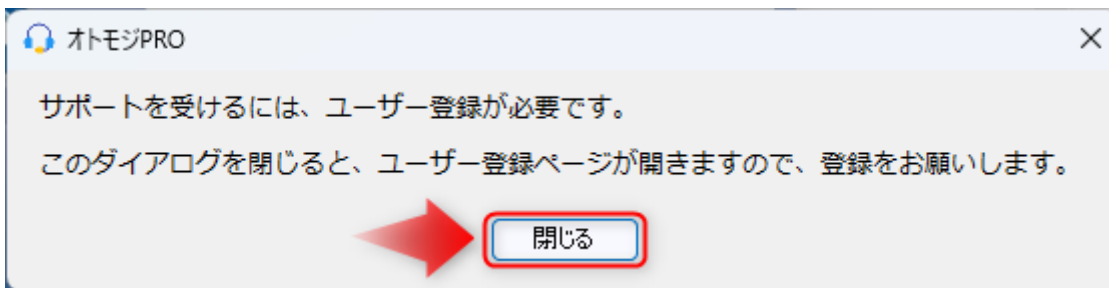 オトモジPRO
サポートを受けるには、ユーザー登録が必要です。
このダイアログを閉じると、ユーザー登録ページが開きますので、登録をお願いします。
閉じる